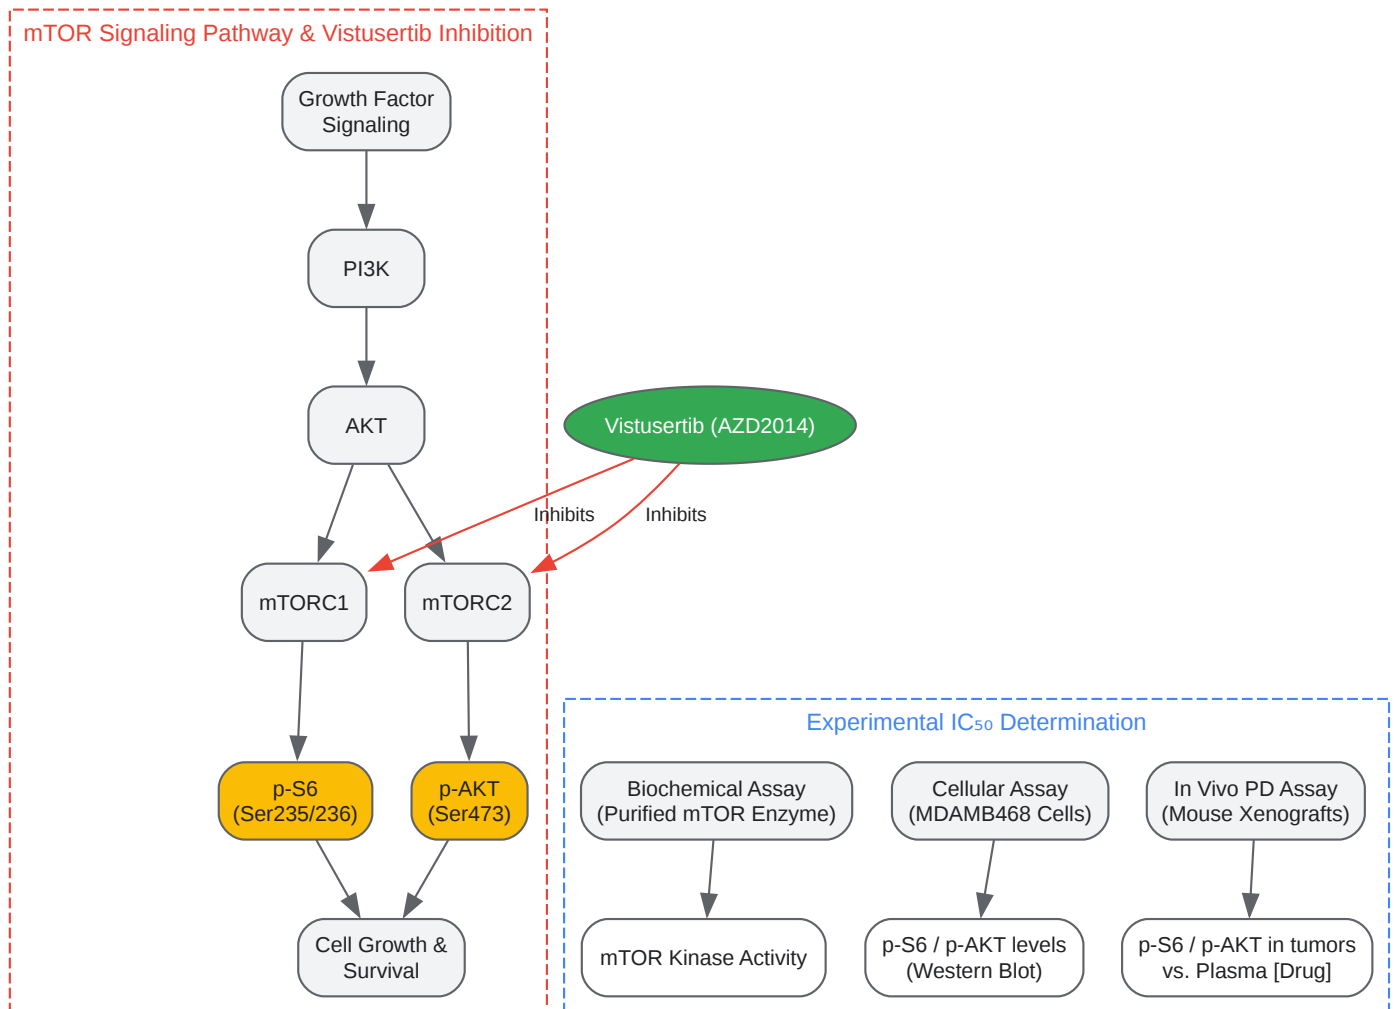 mTOR Signaling Pathway & Vistusertib Inhibition
Growth Factor
Signaling
PI3K
AKT
Vistusertib (AZD2014)
Inhibits
Inhibits
mTORC1
mTORC2
p-S6
(Ser235/236)
p-AKT
(Ser473)
Cell Growth &
Survival
Experimental IC₅₀ Determination
Biochemical Assay
(Purified mTOR Enzyme)
Cellular Assay
(MDAMB468 Cells)
In Vivo PD Assay
(Mouse Xenografts)
mTOR Kinase Activity
p-S6 / p-AKT levels
(Western Blot)
p-S6 / p-AKT in tumors
vs. Plasma [Drug]